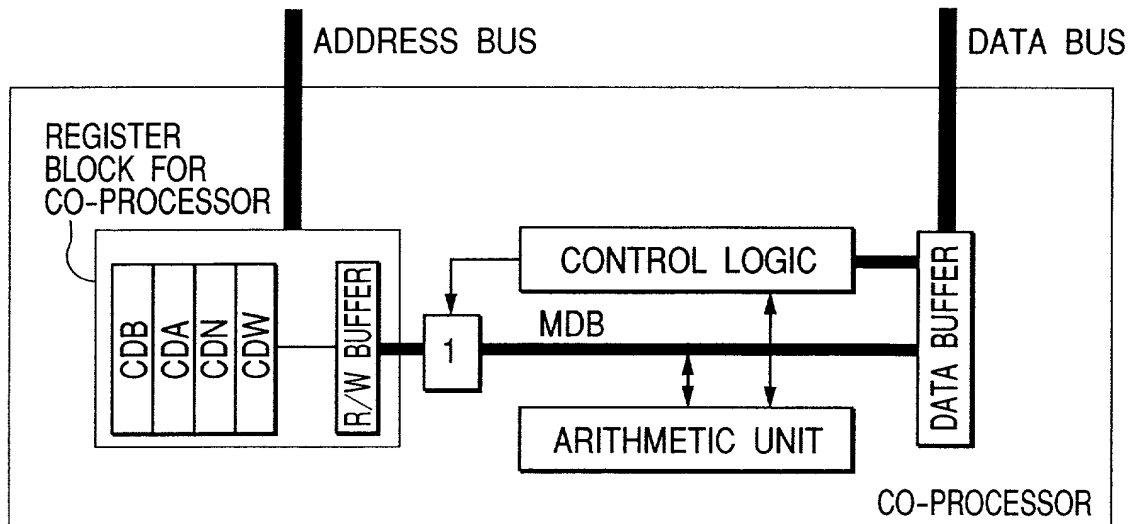 ADDRESS BUS
DATA BUS
REGISTER
BLOCK FOR
CO-PROCESSOR
CONTROL LOGIC
CDB
CDA
CDN
CDW
R/W BUFFER
1
MDB
DATA BUFFER
ARITHMETIC UNIT
CO-PROCESSOR